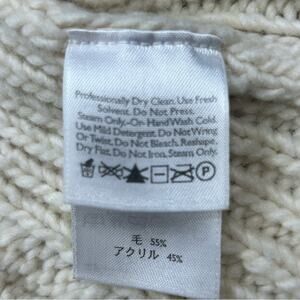 Professionally Dry Clean. Use Fresh
Solvent. Do Not Press.
Steam Only,-Or- Hand Wash Cold.
Use Mild Detergent. Do Not Wring
or Twist. Do Not Bleach. Reshape.
Dry Flat. Do Not Iron. Steam Only.
P
毛 55%
アクリル 45%